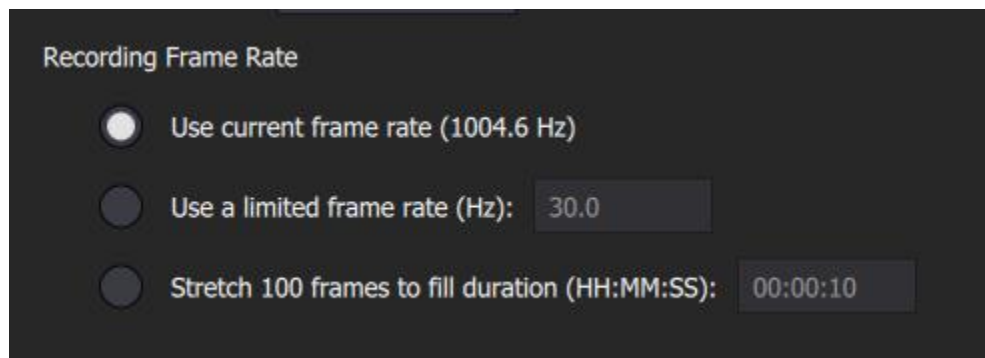 Recording Frame Rate
Use current frame rate (1004.6 Hz)
Use a limited frame rate (Hz): 30.0
Stretch 100 frames to fill duration (HH:MM:SS): 00:00:10